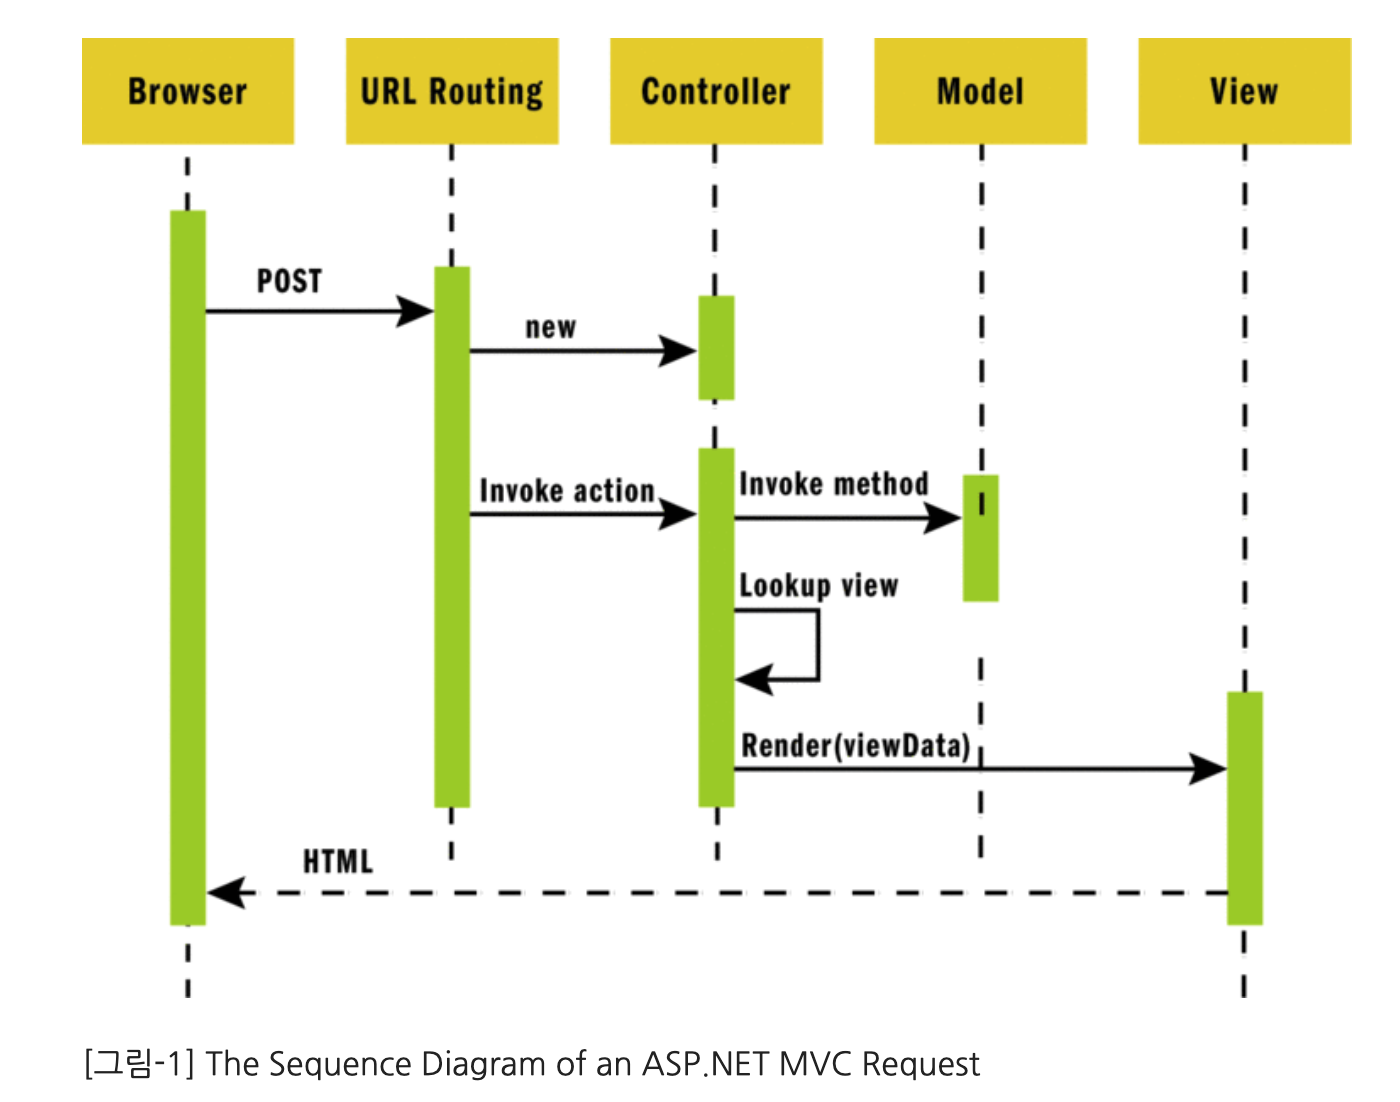 Browser
URL Routing
Controller
Model
View
POST
new
Invoke action
Invoke method
Lookup view
Render(viewData)
HTML
[그림-1] The Sequence Diagram of an ASP.NET MVC Request